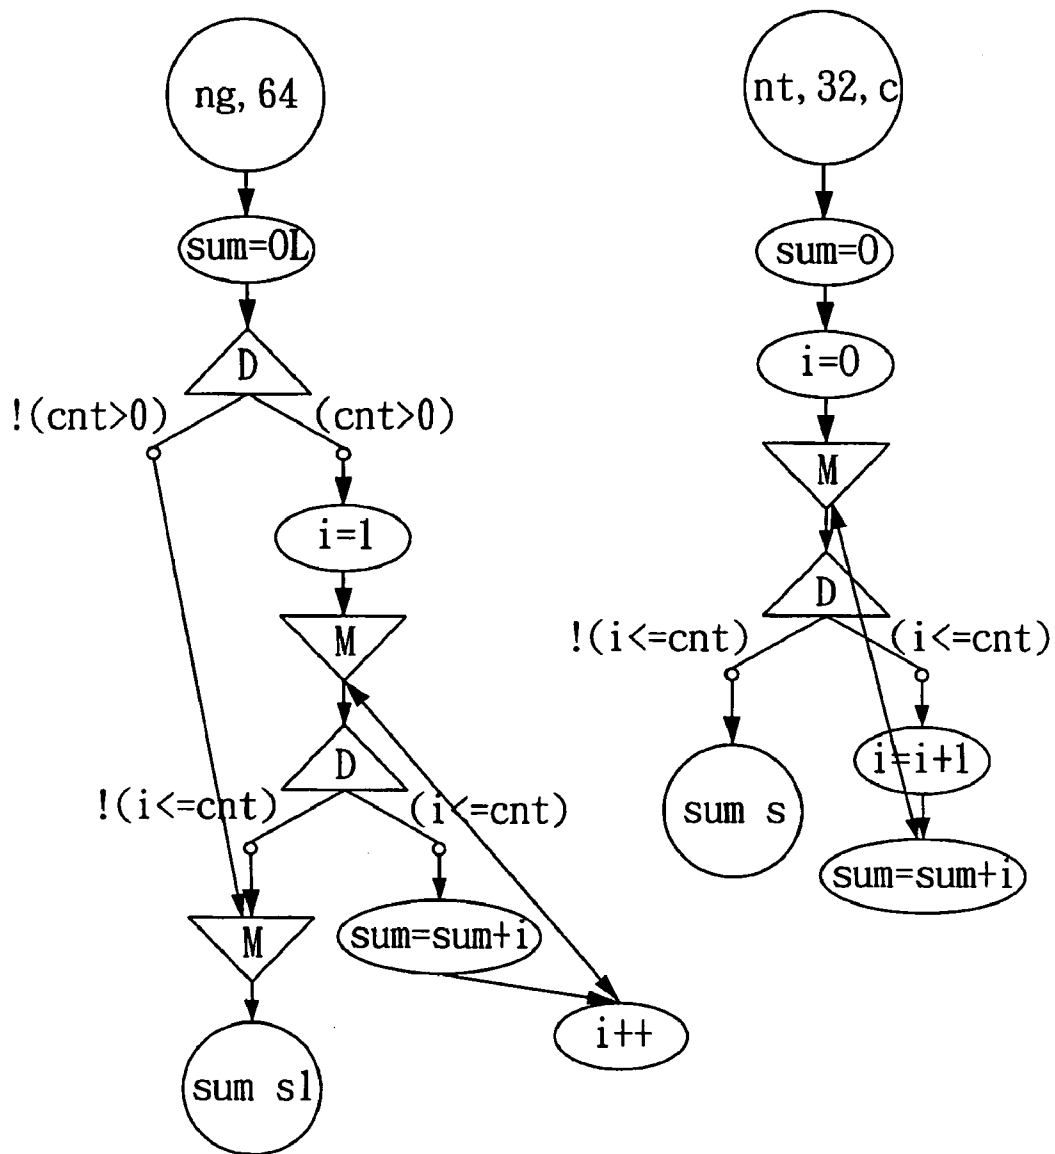 ng, 64
sum=0L
D
!(cnt>0)
(cnt>0)
i=1
M
D
!(i<=cnt)
(i<=cnt)
M
sum=sum+i
i++
sum sl
nt, 32, c
sum=0
i=0
M
D
!(i<=cnt)
(i<=cnt)
i=i+1
sum s
sum=sum+i